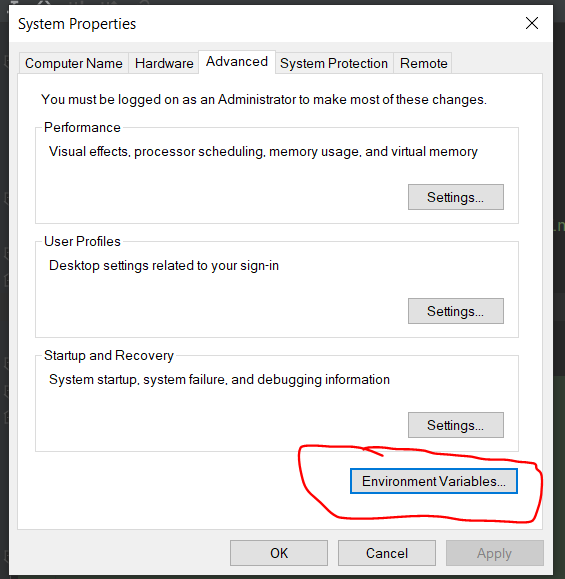 System Properties
Computer Name Hardware Advanced System Protection Remote
You must be logged on as an Administrator to make most of these changes.
Performance
Visual effects, processor scheduling, memory usage, and virtual memory
Settings...
User Profiles
Desktop settings related to your sign-in
Settings...
Startup and Recovery
System startup, system failure, and debugging information
Settings...
Environment Variables...
OK Cancel Apply